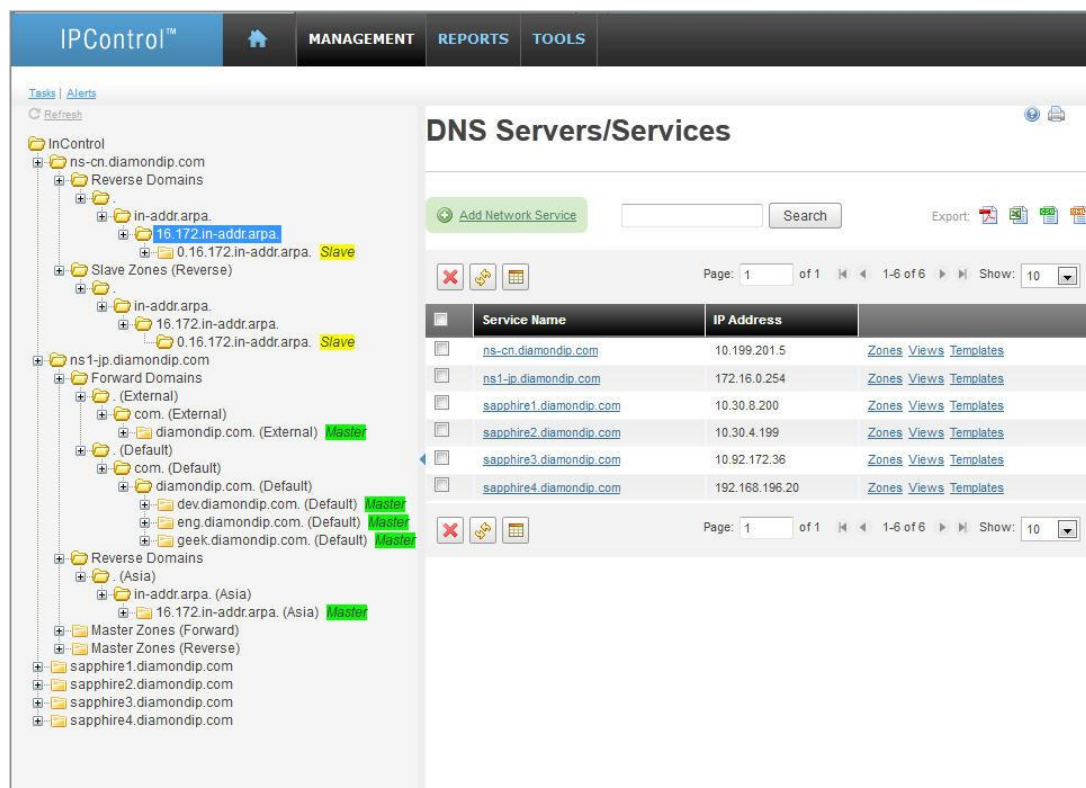 IPControl™ MANAGEMENT REPORTS TOOLS
Tasks | Alerts
Refresh
InControl
ns-cn.diamondip.com
Reverse Domains
.
in-addr.arpa.
16.172.in-addr.arpa.
0.16.172.in-addr.arpa. Slave
Slave Zones (Reverse)
.
in-addr.arpa.
16.172.in-addr.arpa.
0.16.172.in-addr.arpa. Slave
ns1-jp.diamondip.com
Forward Domains
. (External)
com. (External)
diamondip.com. (External) Master
. (Default)
com. (Default)
diamondip.com. (Default)
dev.diamondip.com. (Default) Master
eng.diamondip.com. (Default) Master
geek.diamondip.com. (Default) Master
Reverse Domains
. (Asia)
in-addr.arpa. (Asia)
16.172.in-addr.arpa. (Asia) Master
Master Zones (Forward)
Master Zones (Reverse)
sapphire1.diamondip.com
sapphire2.diamondip.com
sapphire3.diamondip.com
sapphire4.diamondip.com
DNS Servers/Services
Add Network Service Search Export:
Page: 1 of 1 1-6 of 6 Show: 10
Service Name IP Address
ns-cn.diamondip.com 10.199.201.5 Zones Views Templates
ns1-jp.diamondip.com 172.16.0.254 Zones Views Templates
sapphire1.diamondip.com 10.30.8.200 Zones Views Templates
sapphire2.diamondip.com 10.30.4.199 Zones Views Templates
sapphire3.diamondip.com 10.92.172.36 Zones Views Templates
sapphire4.diamondip.com 192.168.196.20 Zones Views Templates
Page: 1 of 1 1-6 of 6 Show: 10